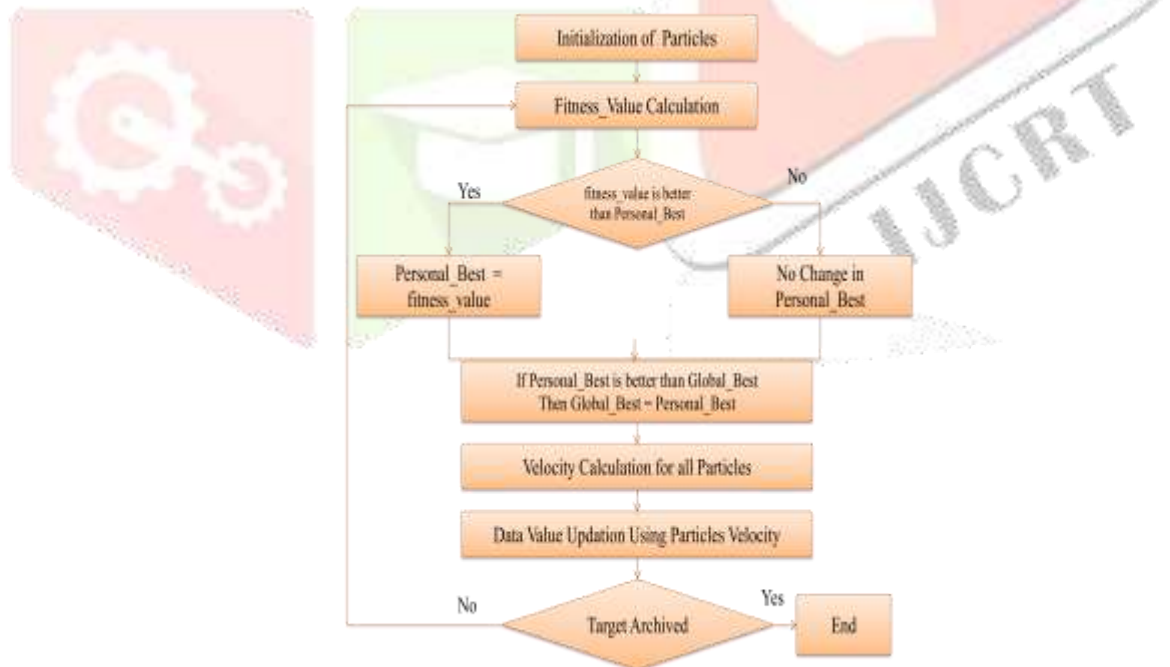 Initialization of Particles
Fitness_Value Calculation
Yes
No
fitness_value is better
than Personal_Best
Personal_Best =
fitness_value
No Change in
Personal_Best
If Personal_Best is better than Global_Best
Then Global_Best = Personal_Best
Velocity Calculation for all Particles
Data Value Updation Using Particles Velocity
No
Target Archived
Yes
End
IJCRT